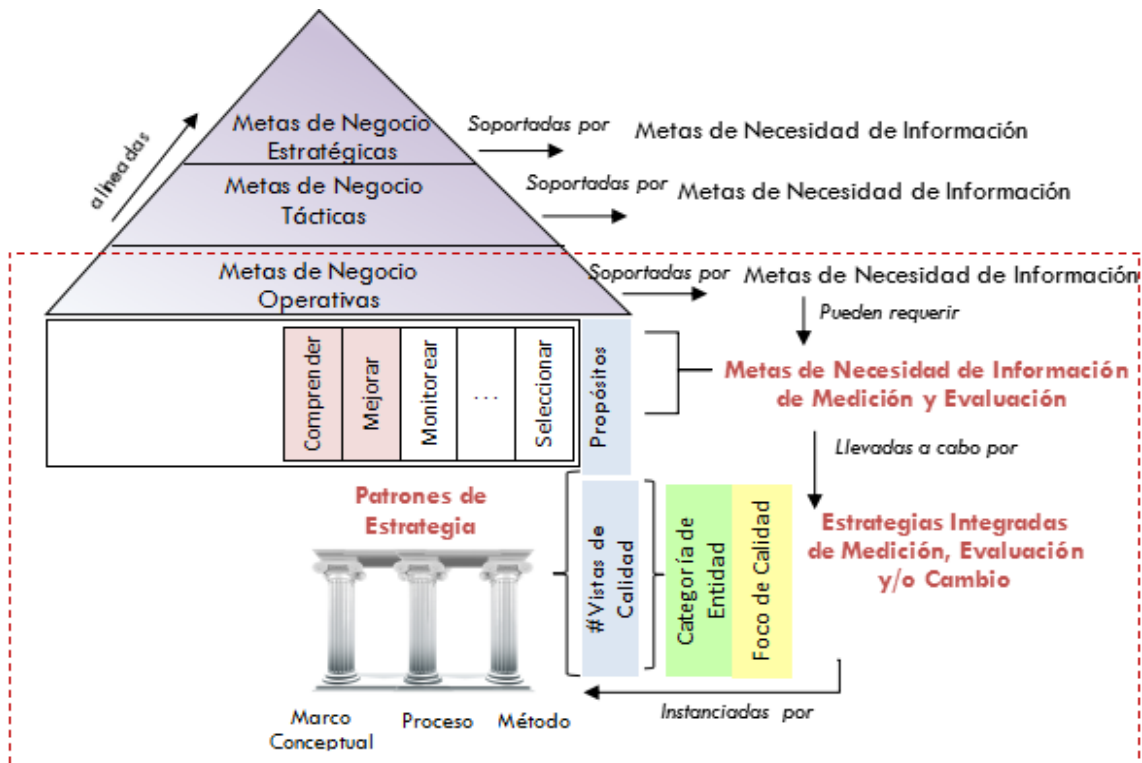 alineadas
Metas de Negocio
Estratégicas
Soportadas por
Metas de Necesidad de Información
Metas de Negocio
Tácticas
Soportadas por
Metas de Necesidad de Información
Metas de Negocio
Operativas
Soportadas por
Metas de Necesidad de Información
Pueden requerir
Comprender
Mejorar
Monitorear
...
Seleccionar
Propósitos
Metas de Necesidad de Información
de Medición y Evaluación
Llevadas a cabo por
Patrones de
Estrategia
#Vistas de
Calidad
Categoría de
Entidad
Foco de Calidad
Estrategias Integradas
de Medición, Evaluación
y/o Cambio
Instanciadas por
Marco
Conceptual
Proceso
Método